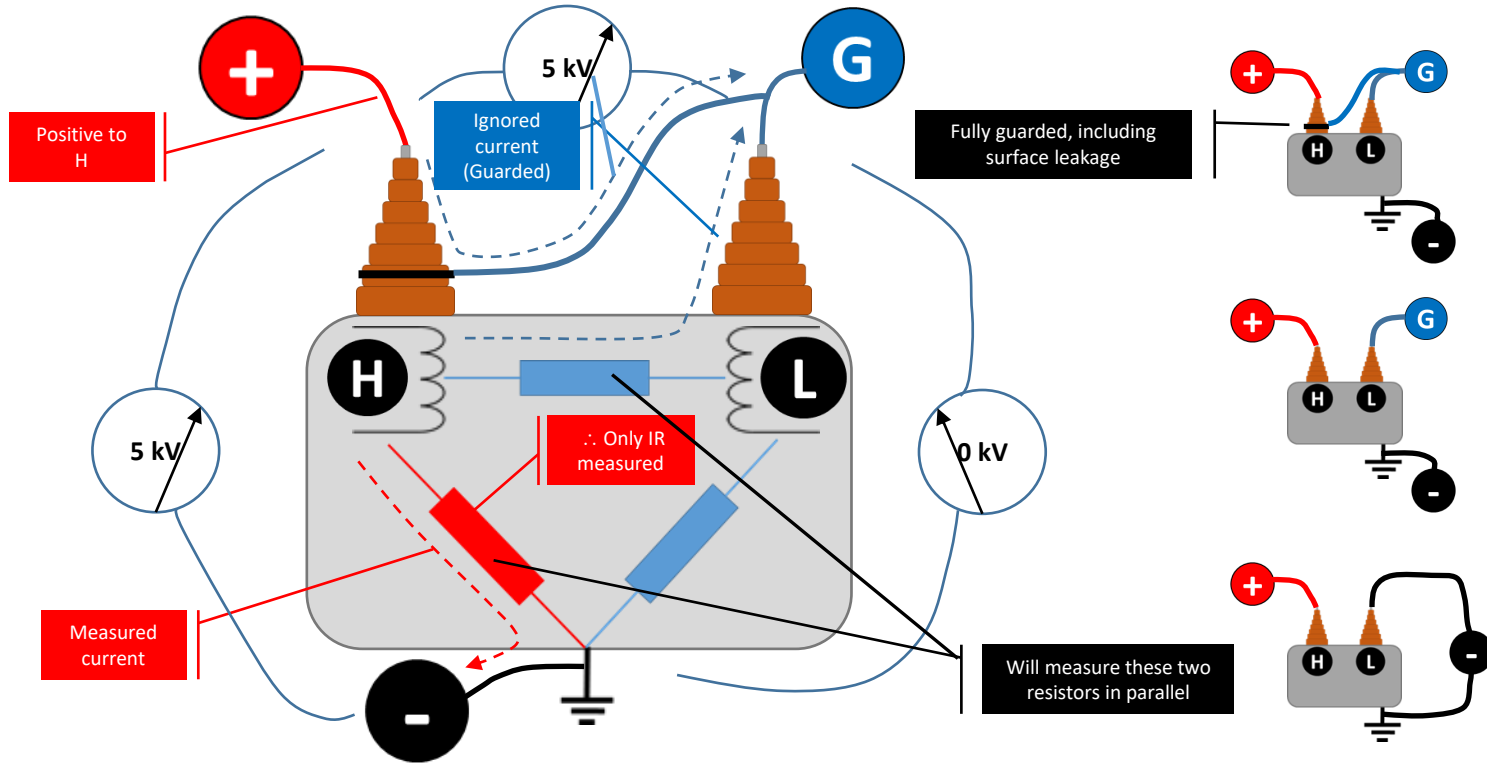 +
5 kV
G
Positive to
H
Ignored
current
(Guarded)
H
L
5 kV
0 kV
∴ Only IR
measured
Measured
current
-
Fully guarded, including
surface leakage
+
G
H
L
-
+
G
H
L
-
+
H
L
-
Will measure these two
resistors in parallel